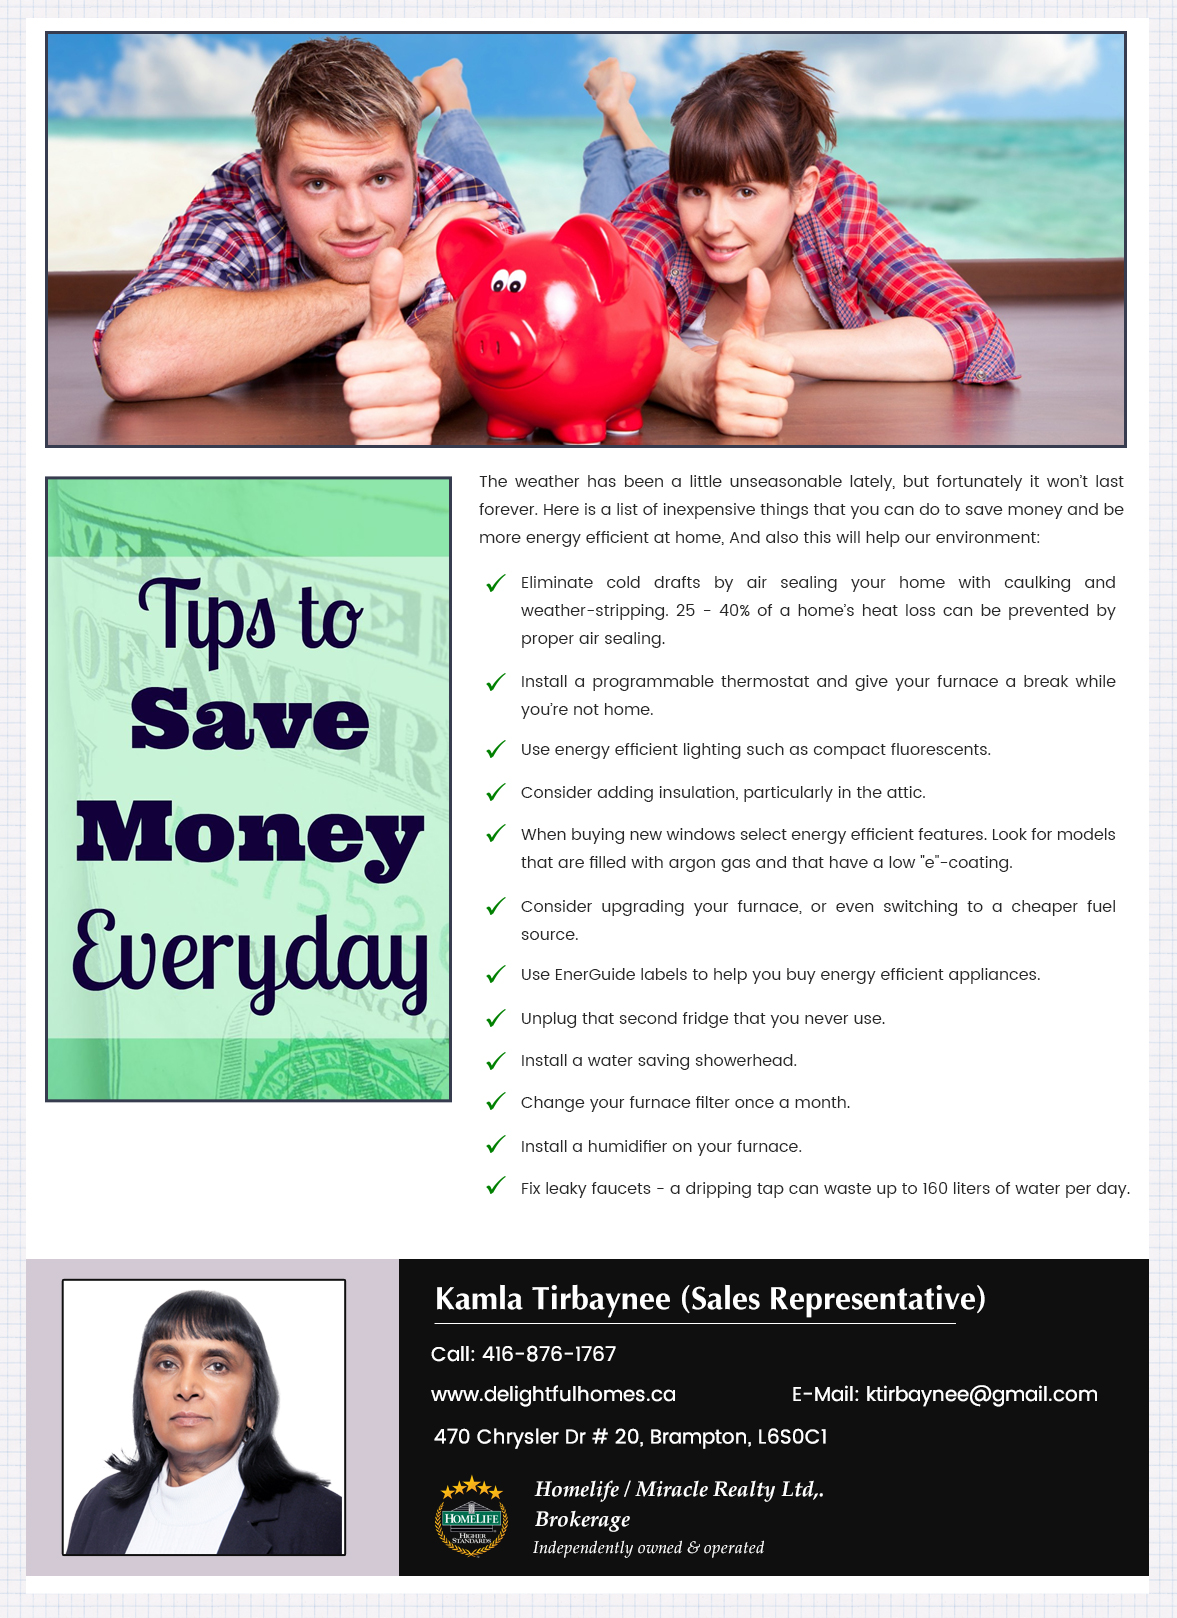 The weather has been a little unseasonable lately, but fortunately it won't last
forever. Here is a list of inexpensive things that you can do to save money and be
more energy efficient at home, And also this will help our environment:
Tips to
Save
Money
Everyday
Eliminate cold drafts by air sealing your home with caulking and
weather-stripping. 25 - 40% of a home's heat loss can be prevented by
proper air sealing.
Install a programmable thermostat and give your furnace a break while
you're not home.
Use energy efficient lighting such as compact fluorescents.
Consider adding insulation, particularly in the attic.
When buying new windows select energy efficient features. Look for models
that are filled with argon gas and that have a low "e"-coating.
Consider upgrading your furnace, or even switching to a cheaper fuel
source.
Use EnerGuide labels to help you buy energy efficient appliances.
Unplug that second fridge that you never use.
Install a water saving showerhead.
Change your furnace filter once a month.
Install a humidifier on your furnace.
Fix leaky faucets - a dripping tap can waste up to 160 liters of water per day.
Kamla Tirbaynee (Sales Representative)
Call: 416-876-1767
www.delightfulhomes.ca E-Mail: ktirbaynee@gmail.com
470 Chrysler Dr # 20, Brampton, L6S0C1
HOMELIFE
HIGHER
STANDARDS
Homelife / Miracle Realty Ltd,.
Brokerage
Independently owned & operated